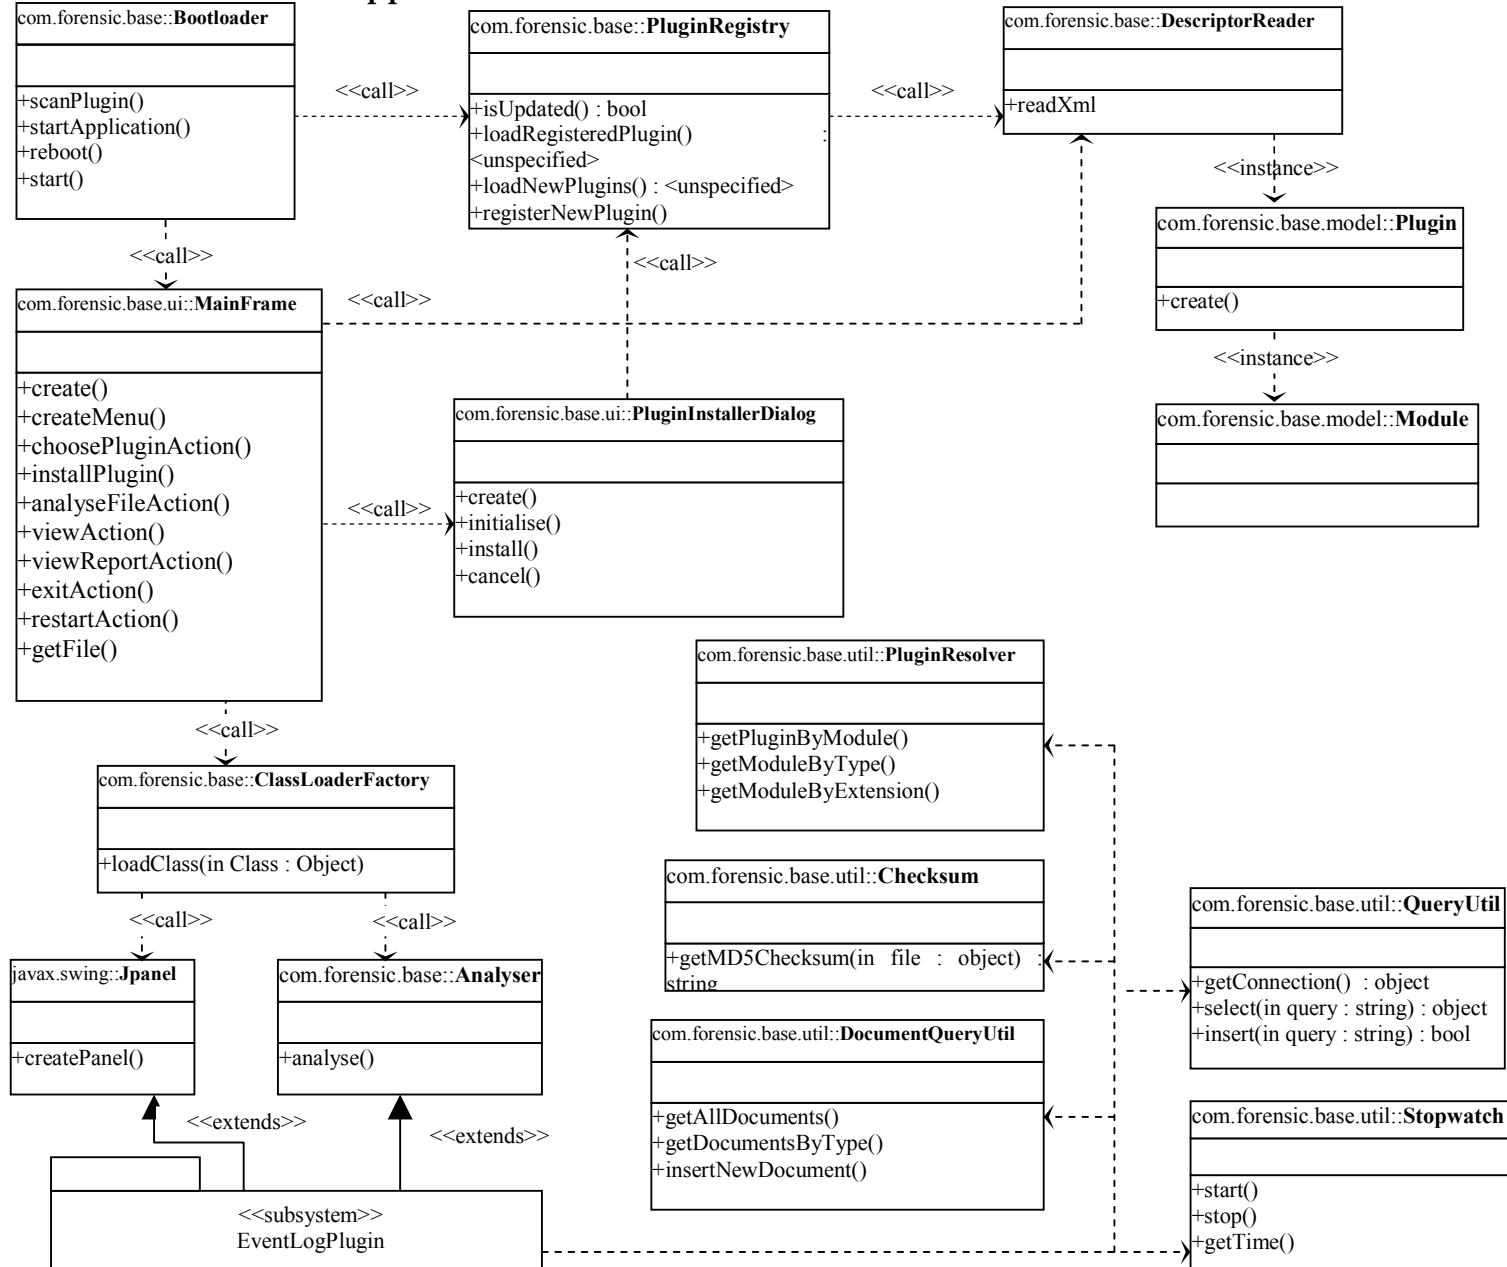 com.forensic.base::Bootloader
+scanPlugin()
+startApplication()
+reboot()
+start()
<<call>>
com.forensic.base::PluginRegistry
+isUpdated() : bool
+loadRegisteredPlugin() :
<unspecified>
+loadNewPlugins() : <unspecified>
+registerNewPlugin()
<<call>>
com.forensic.base::DescriptorReader
+readXml
<<instance>>
com.forensic.base.model::Plugin
+create()
<<instance>>
com.forensic.base.model::Module
<<call>>
<<call>>
com.forensic.base.ui::MainFrame
+create()
+createMenu()
+choosePluginAction()
+installPlugin()
+analyseFileAction()
+viewAction()
+viewReportAction()
+exitAction()
+restartAction()
+getFile()
<<call>>
<<call>>
com.forensic.base.ui::PluginInstallerDialog
+create()
+initialise()
+install()
+cancel()
<<call>>
com.forensic.base::ClassLoaderFactory
+loadClass(in Class : Object)
<<call>>
<<call>>
javax.swing::Jpanel
+createPanel()
com.forensic.base::Analyser
+analyse()
<<extends>>
<<extends>>
<<subsystem>>
EventLogPlugin
com.forensic.base.util::PluginResolver
+getPluginByModule()
+getModuleByType()
+getModuleByExtension()
com.forensic.base.util::Checksum
+getMD5Checksum(in file : object) :
string
com.forensic.base.util::DocumentQueryUtil
+getAllDocuments()
+getDocumentsByType()
+insertNewDocument()
com.forensic.base.util::QueryUtil
+getConnection() : object
+select(in query : string) : object
+insert(in query : string) : bool
com.forensic.base.util::Stopwatch
+start()
+stop()
+getTime()